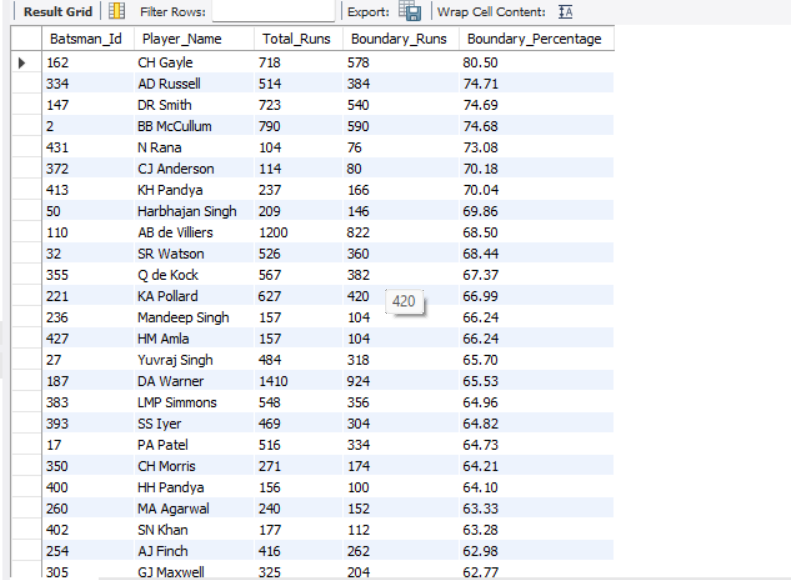 Result Grid Filter Rows: Export: Wrap Cell Content:
Batsman_Id Player_Name Total_Runs Boundary_Runs Boundary_Percentage
162 CH Gayle 718 578 80.50
334 AD Russell 514 384 74.71
147 DR Smith 723 540 74.69
2 BB McCullum 790 590 74.68
431 N Rana 104 76 73.08
372 CJ Anderson 114 80 70.18
413 KH Pandya 237 166 70.04
50 Harbhajan Singh 209 146 69.86
110 AB de Villiers 1200 822 68.50
32 SR Watson 526 360 68.44
355 Q de Kock 567 382 67.37
221 KA Pollard 627 420 66.99
420
236 Mandeep Singh 157 104 66.24
427 HM Amla 157 104 66.24
27 Yuvraj Singh 484 318 65.70
187 DA Warner 1410 924 65.53
383 LMP Simmons 548 356 64.96
393 SS Iyer 469 304 64.82
17 PA Patel 516 334 64.73
350 CH Morris 271 174 64.21
400 HH Pandya 156 100 64.10
260 MA Agarwal 240 152 63.33
402 SN Khan 177 112 63.28
254 AJ Finch 416 262 62.98
305 GJ Maxwell 325 204 62.77